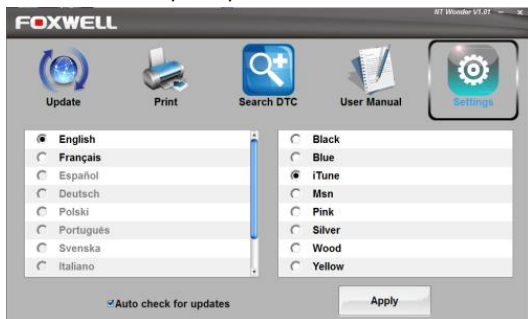 FOXWELL
NT Wonder V1.01
Update
Print
Search DTC
User Manual
Settings
English
Français
Español
Deutsch
Polski
Português
Svenska
Italiano
Black
Blue
iTune
Msn
Pink
Silver
Wood
Yellow
Auto check for updates
Apply